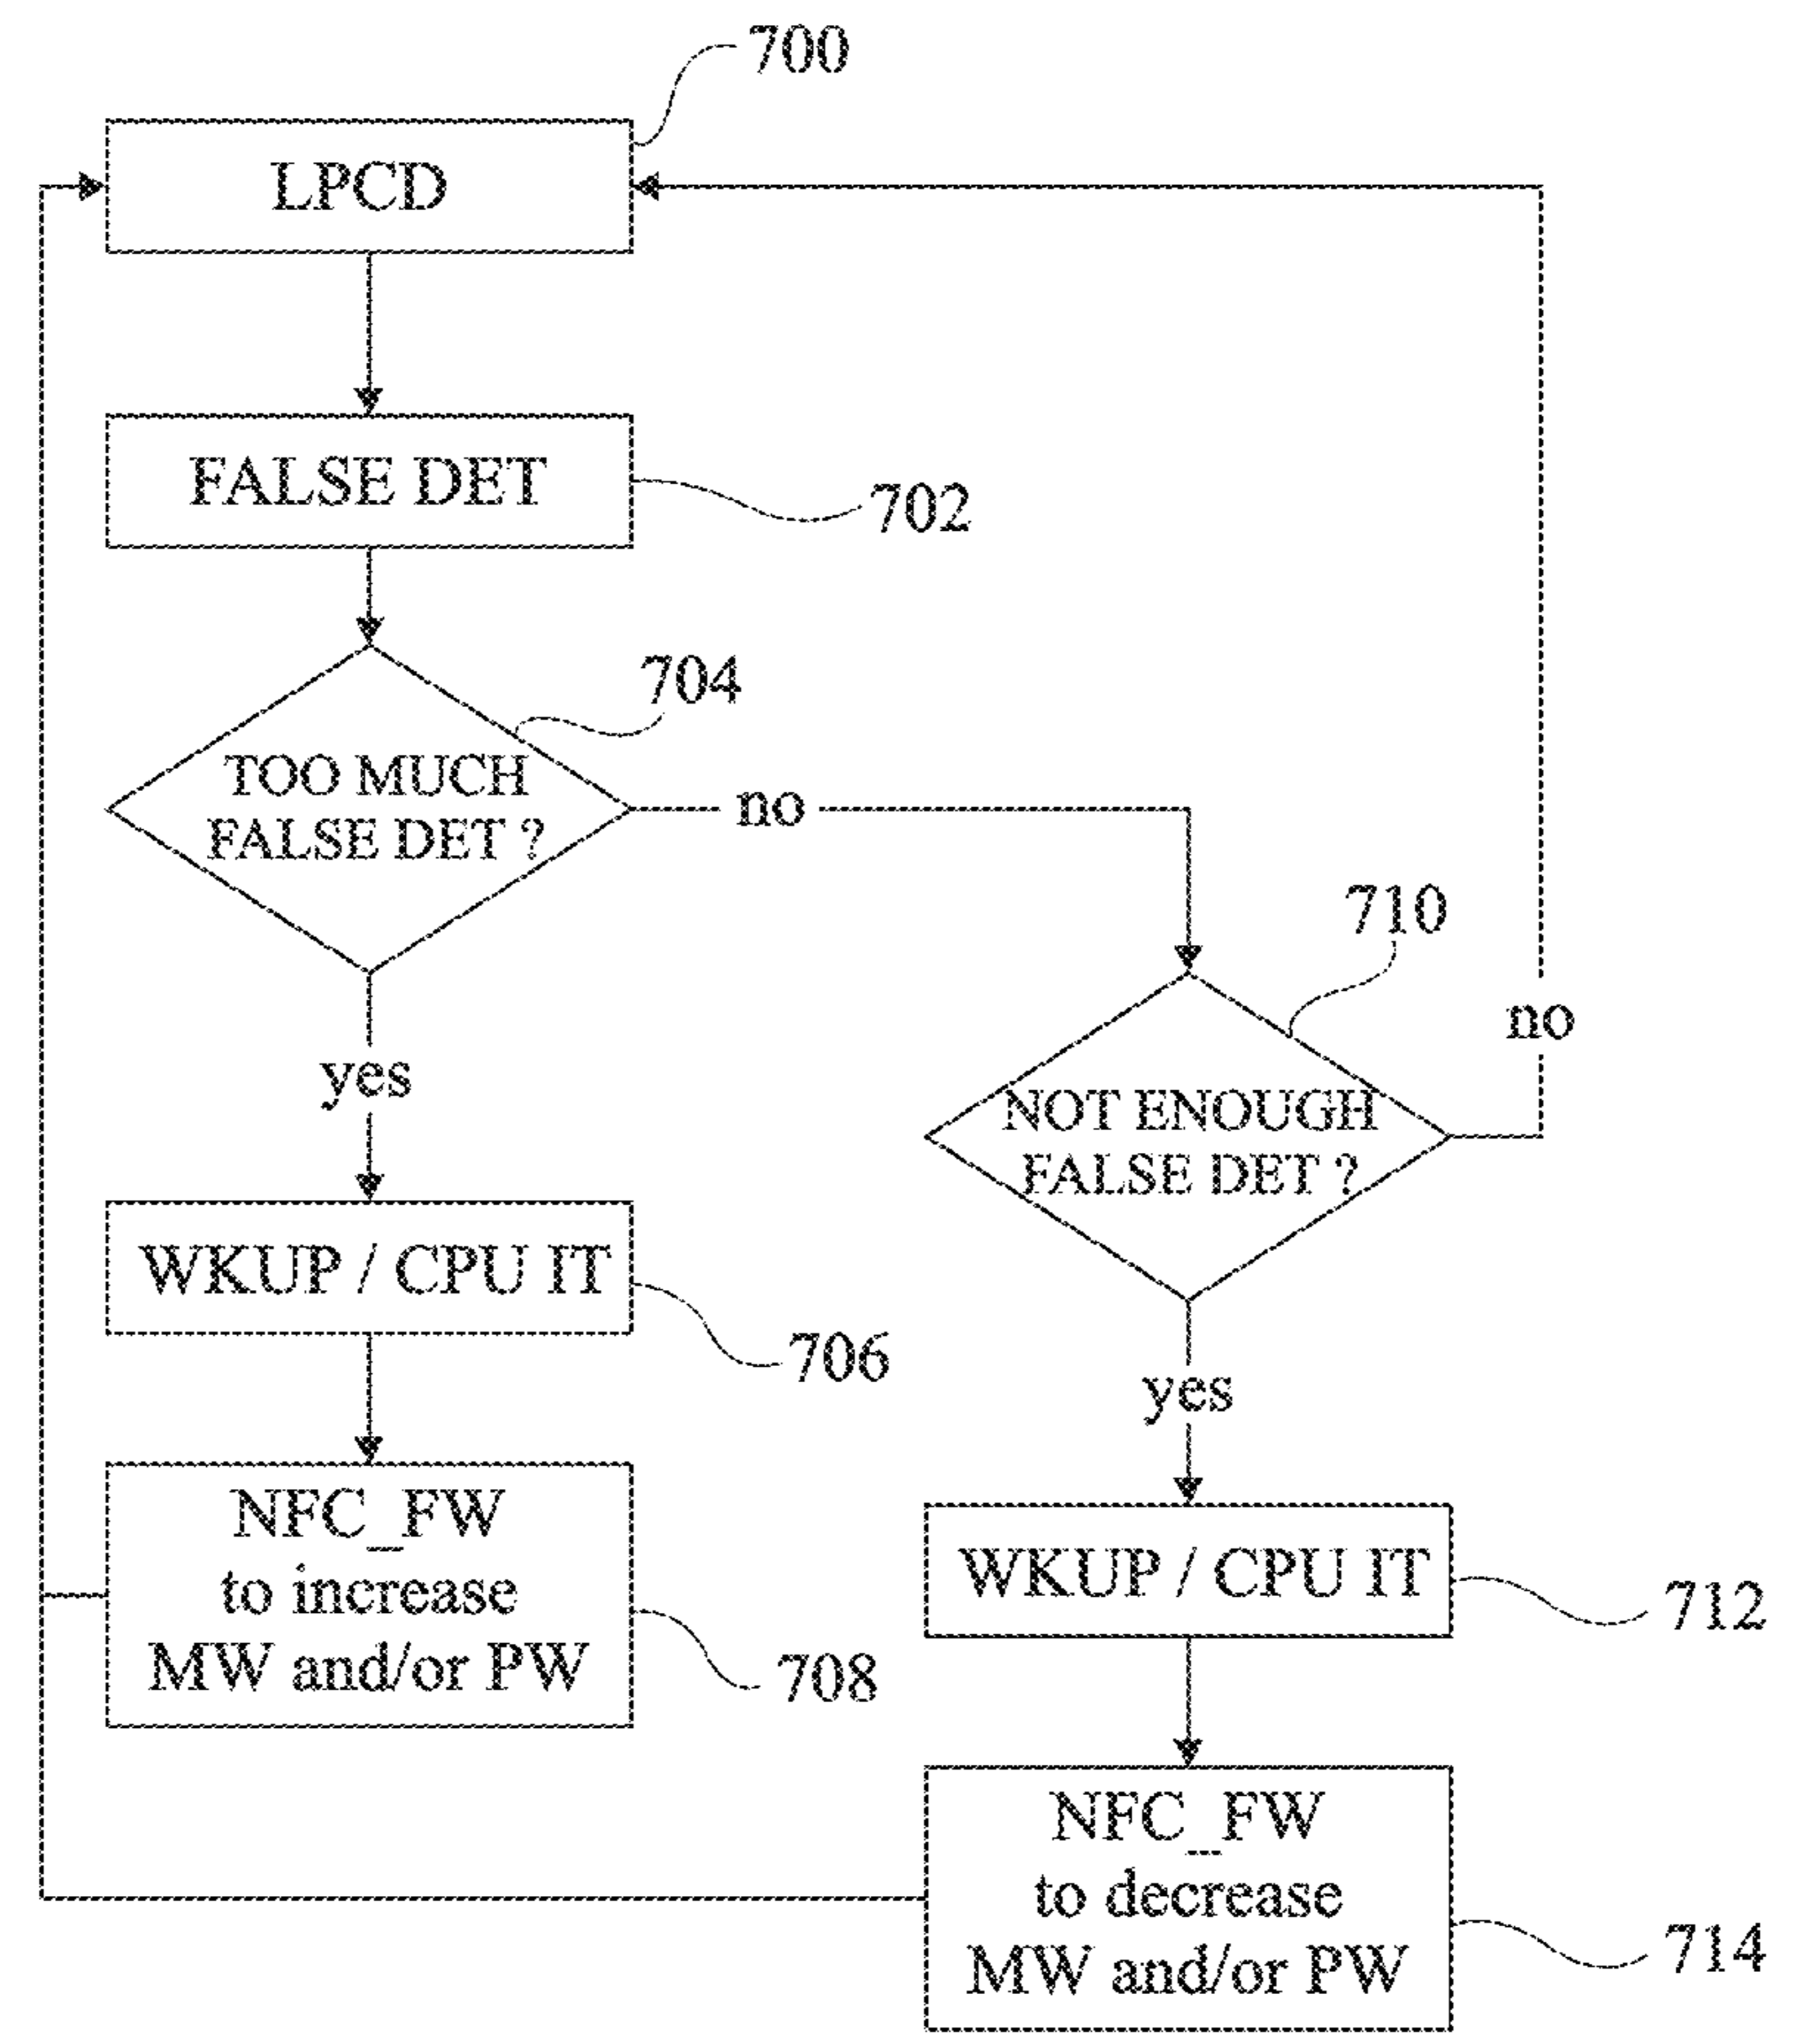 700
LPCD
FALSE DET
702
704
TOO MUCH
FALSE DET ?
no
710
no
yes
NOT ENOUGH
FALSE DET ?
WKUP / CPU IT
706
yes
NFC_FW
to increase
MW and/or PW
708
WKUP / CPU IT
712
NFC_FW
to decrease
MW and/or PW
714